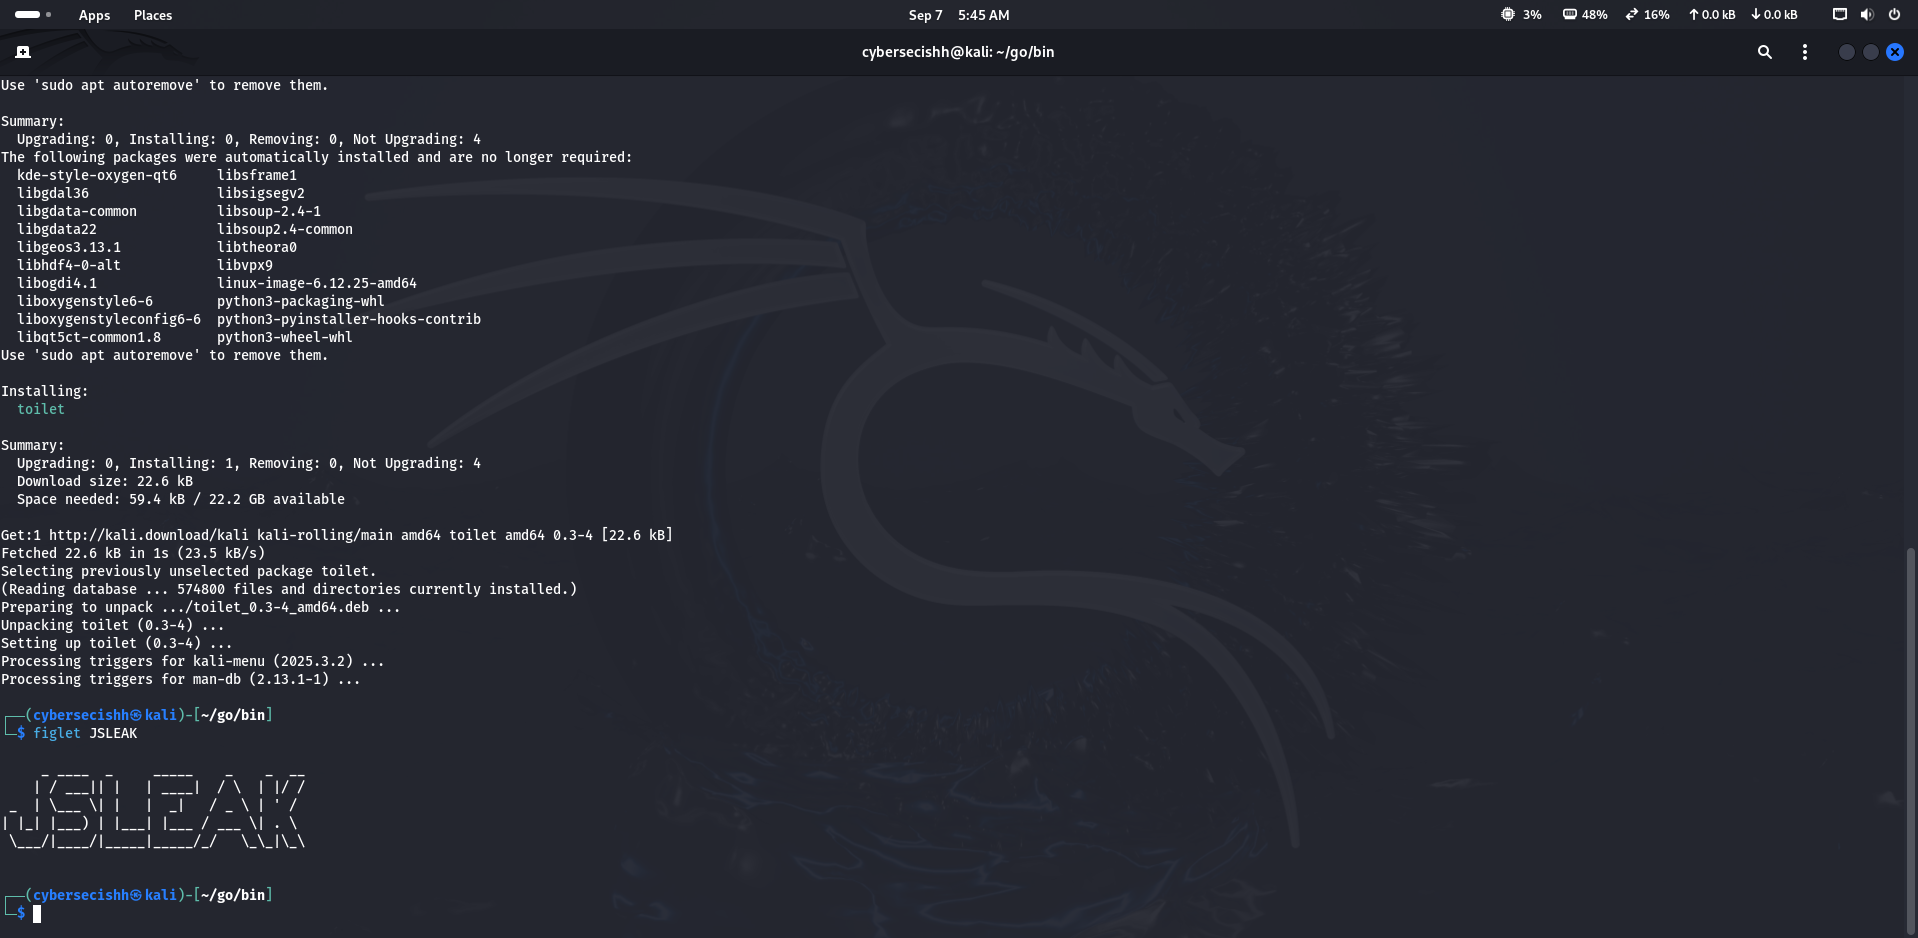 Apps Places Sep 7 5:45 AM 3% 48% 16% 0.0 kB 0.0 kB
cybersecishh@kali: ~/go/bin
Use 'sudo apt autoremove' to remove them.
Summary:
  Upgrading: 0, Installing: 0, Removing: 0, Not Upgrading: 4
The following packages were automatically installed and are no longer required:
  kde-style-oxygen-qt6     libsframe1
  libgdal36                libsigsegv2
  libgdata-common          libsoup-2.4-1
  libgdata22               libsoup2.4-common
  libgeos3.13.1            libtheora0
  libhdf4-0-alt            libvpx9
  libogdi4.1               linux-image-6.12.25-amd64
  liboxygenstyle6-6        python3-packaging-whl
  liboxygenstyleconfig6-6  python3-pyinstaller-hooks-contrib
  libqt5ct-common1.8       python3-wheel-whl
Use 'sudo apt autoremove' to remove them.
Installing:
  toilet
Summary:
  Upgrading: 0, Installing: 1, Removing: 0, Not Upgrading: 4
  Download size: 22.6 kB
  Space needed: 59.4 kB / 22.2 GB available
Get:1 http://kali.download/kali kali-rolling/main amd64 toilet amd64 0.3-4 [22.6 kB]
Fetched 22.6 kB in 1s (23.5 kB/s)
Selecting previously unselected package toilet.
(Reading database ... 574800 files and directories currently installed.)
Preparing to unpack .../toilet_0.3-4_amd64.deb ...
Unpacking toilet (0.3-4) ...
Setting up toilet (0.3-4) ...
Processing triggers for kali-menu (2025.3.2) ...
Processing triggers for man-db (2.13.1-1) ...
┌──(cybersecishh㉿kali)-[~/go/bin]
└─$ figlet JSLEAK
JSLEAK
┌──(cybersecishh㉿kali)-[~/go/bin]
└─$